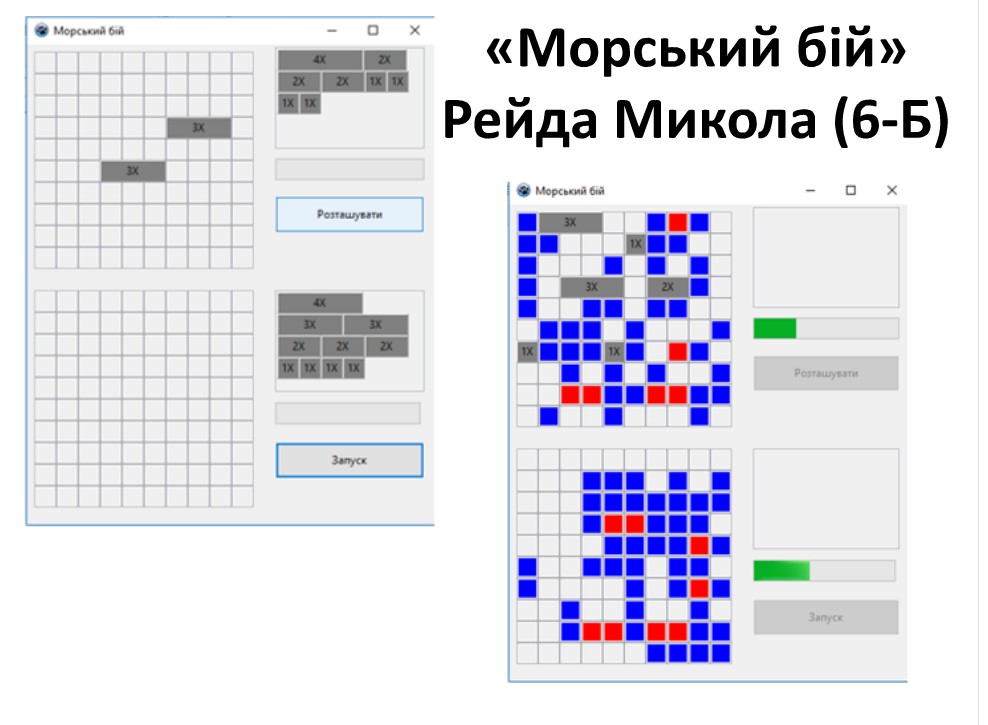 «Морський бій»
Рейда Микола (6-Б)
Морський бій
4X 2X
2X 2X 1X 1X
1X 1X
3X
3X
Розташувати
4X
3X 3X
2X 2X 2X
1X 1X 1X 1X
Запуск
Морський бій
3X
1X
3X 2X
1X 1X
Розташувати
Запуск